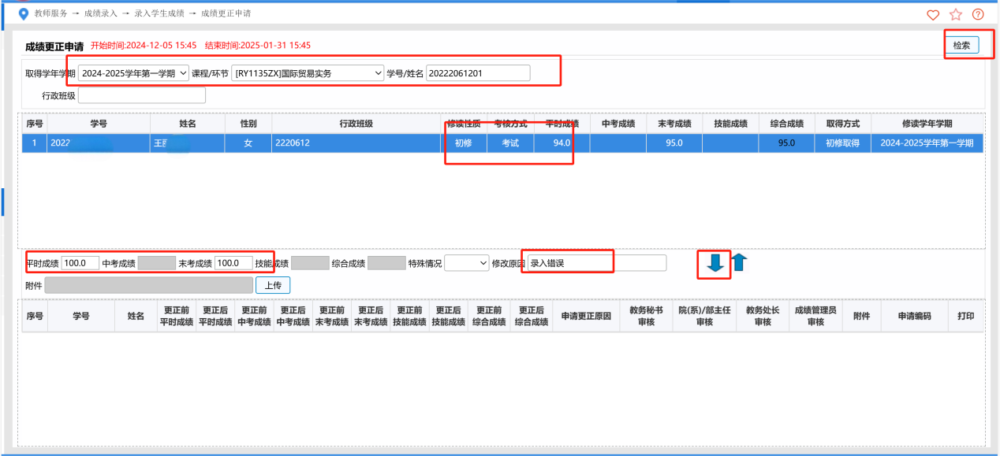 教师服务 → 成绩录入 → 录入学生成绩 → 成绩更正申请
成绩更正申请 开始时间:2024-12-05 15:45 结束时间:2025-01-31 15:45 检索
取得学年学期 2024-2025学年第一学期 课程/环节 [RY1135ZX]国际贸易实务 学号/姓名 20222061201
行政班级
序号 学号 姓名 性别 行政班级 修读性质 考核方式 平时成绩 中考成绩 末考成绩 技能成绩 综合成绩 取得方式 修读学年学期
1 2022 王 女 2220612 初修 考试 94.0 95.0 95.0 初修取得 2024-2025学年第一学期
平时成绩 100.0 中考成绩 末考成绩 100.0 技能成绩 综合成绩 特殊情况 修改原因 录入错误
附件 上传
序号 学号 姓名 更正前平时成绩 更正后平时成绩 更正前中考成绩 更正后中考成绩 更正前末考成绩 更正后末考成绩 更正前技能成绩 更正后技能成绩 更正前综合成绩 更正后综合成绩 申请更正原因 教务秘书审核 院(系)/部主任审核 教务处长审核 成绩管理员审核 附件 申请编码 打印